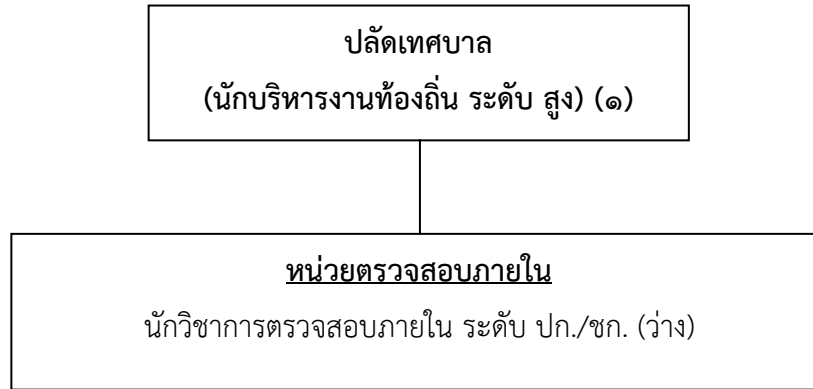 ปลัดเทศบาล
(นักบริหารงานท้องถิ่น ระดับ สูง) (๑)
หน่วยตรวจสอบภายใน
นักวิชาการตรวจสอบภายใน ระดับ ปก./ชก. (ว่าง)